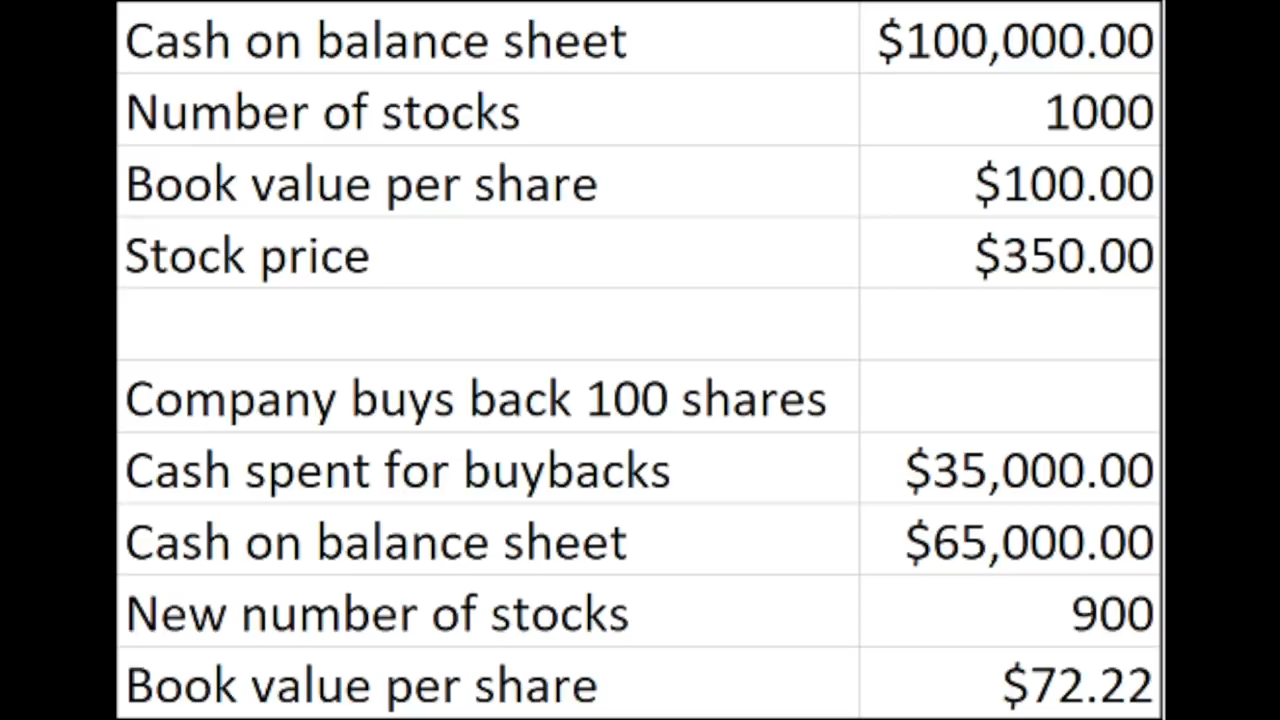 Cash on balance sheet $100,000.00
Number of stocks 1000
Book value per share $100.00
Stock price $350.00
Company buys back 100 shares
Cash spent for buybacks $35,000.00
Cash on balance sheet $65,000.00
New number of stocks 900
Book value per share $72.22